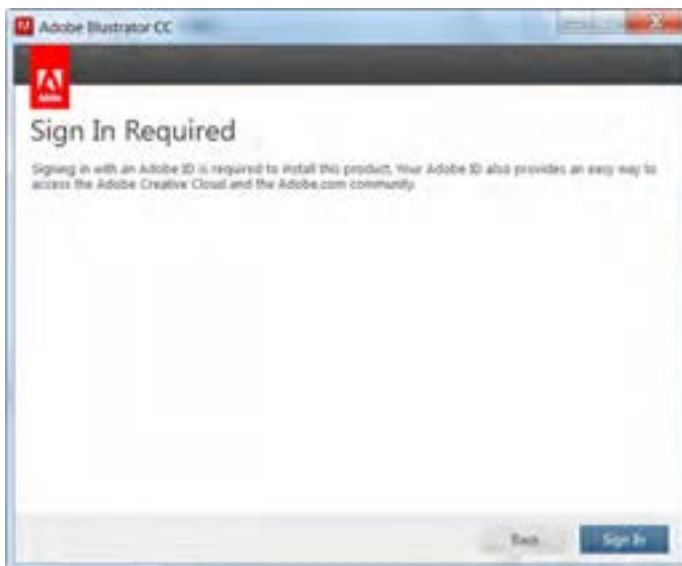 Adobe Illustrator CC
Adobe
Sign In Required
Signing in with an Adobe ID is required to install this product. Your Adobe ID also provides an easy way to
access the Adobe Creative Cloud and the Adobe.com community.
Back
Sign In